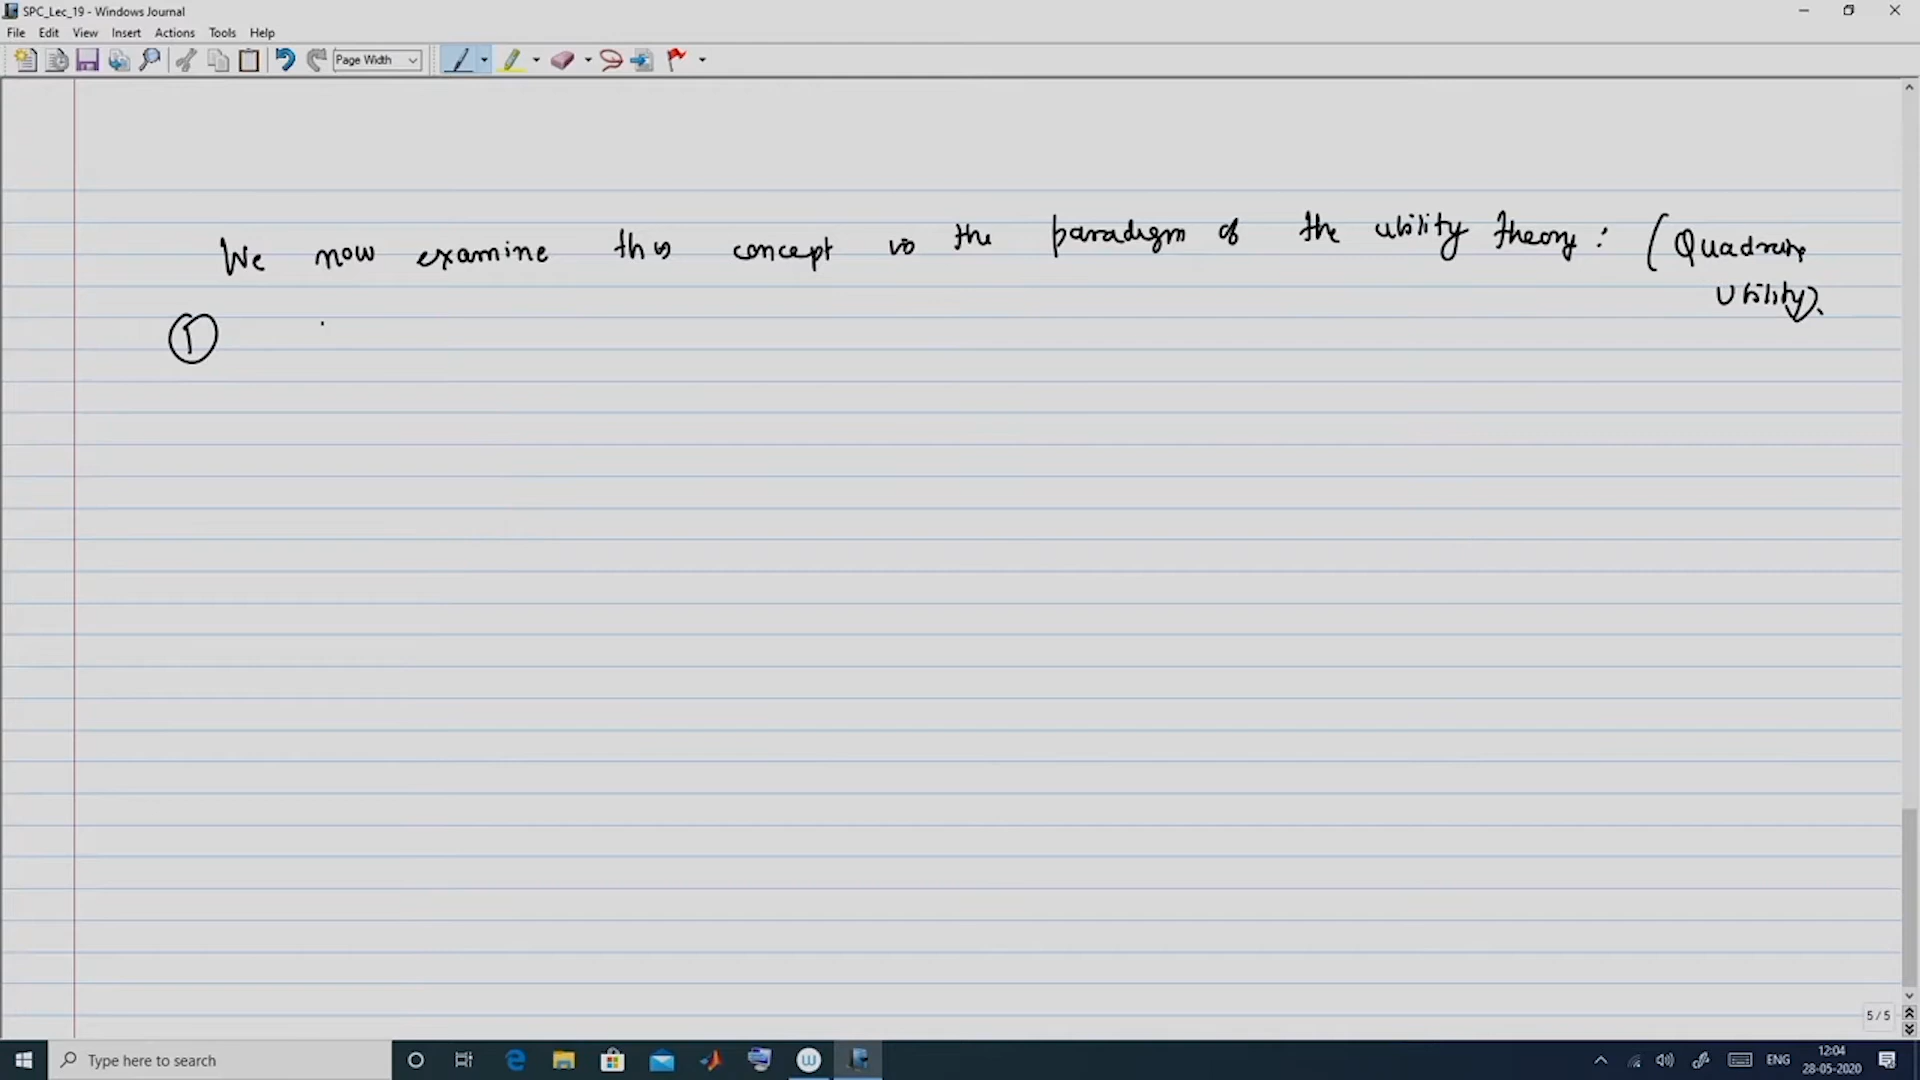 SPC_Lec_19 - Windows Journal
File Edit View Insert Actions Tools Help
Page Width
We now examine this concept in the paradigm of the utility theory: (Quadratic
Utility).
①
5 / 5
Type here to search
ENG
12:04
28-05-2020